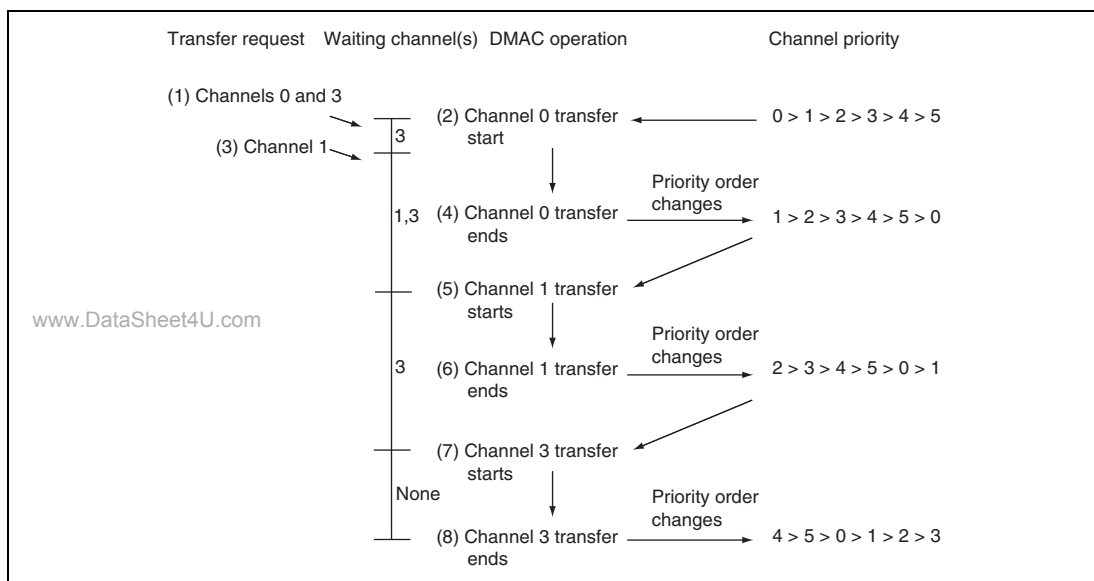 Transfer request Waiting channel(s) DMAC operation Channel priority
(1) Channels 0 and 3
(2) Channel 0 transfer
start
0 > 1 > 2 > 3 > 4 > 5
3
(3) Channel 1
Priority order
changes
1,3
(4) Channel 0 transfer
ends
1 > 2 > 3 > 4 > 5 > 0
(5) Channel 1 transfer
starts
www.DataSheet4U.com
Priority order
changes
3
(6) Channel 1 transfer
ends
2 > 3 > 4 > 5 > 0 > 1
(7) Channel 3 transfer
starts
None
Priority order
changes
(8) Channel 3 transfer
ends
4 > 5 > 0 > 1 > 2 > 3